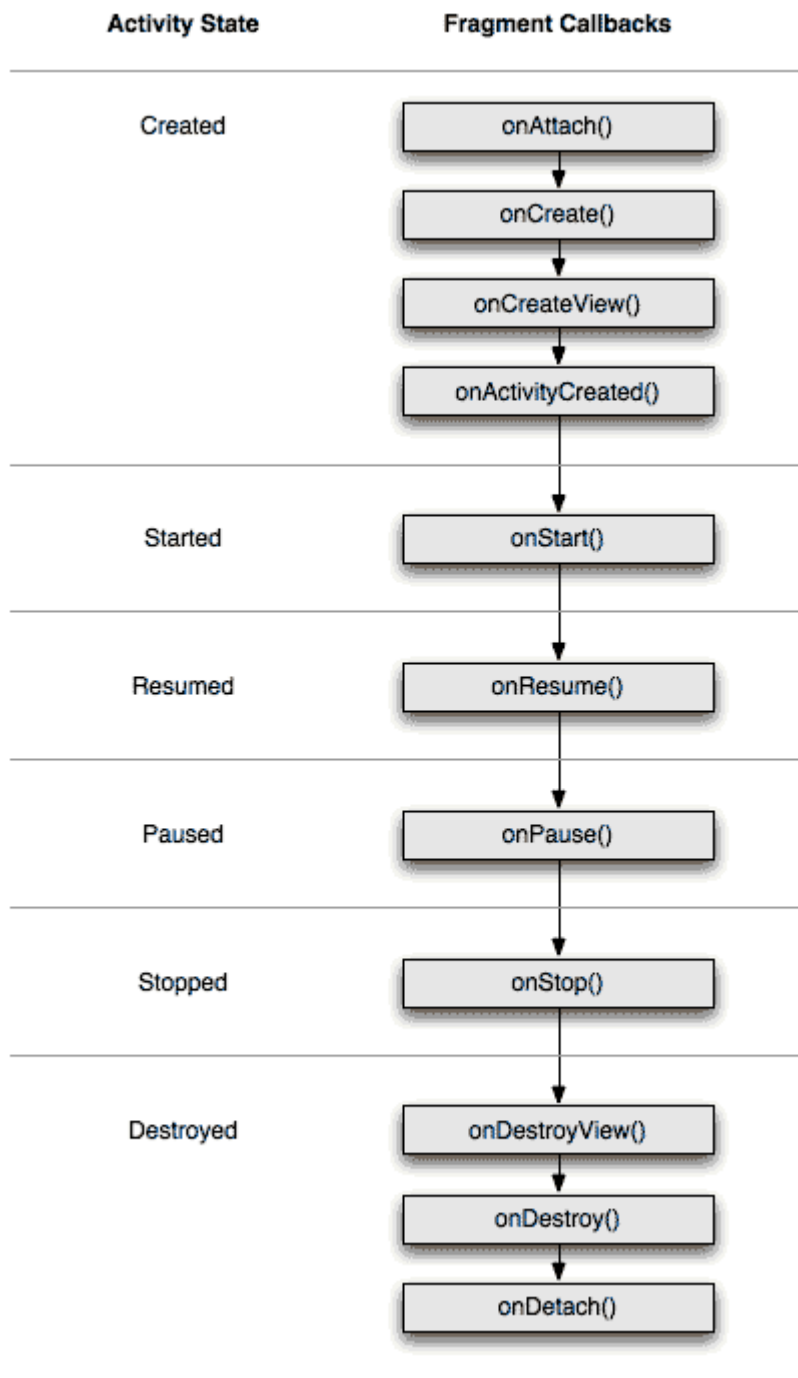 Activity State Fragment Callbacks
Created onAttach()
onCreate()
onCreateView()
onActivityCreated()
Started onStart()
Resumed onResume()
Paused onPause()
Stopped onStop()
Destroyed onDestroyView()
onDestroy()
onDetach()